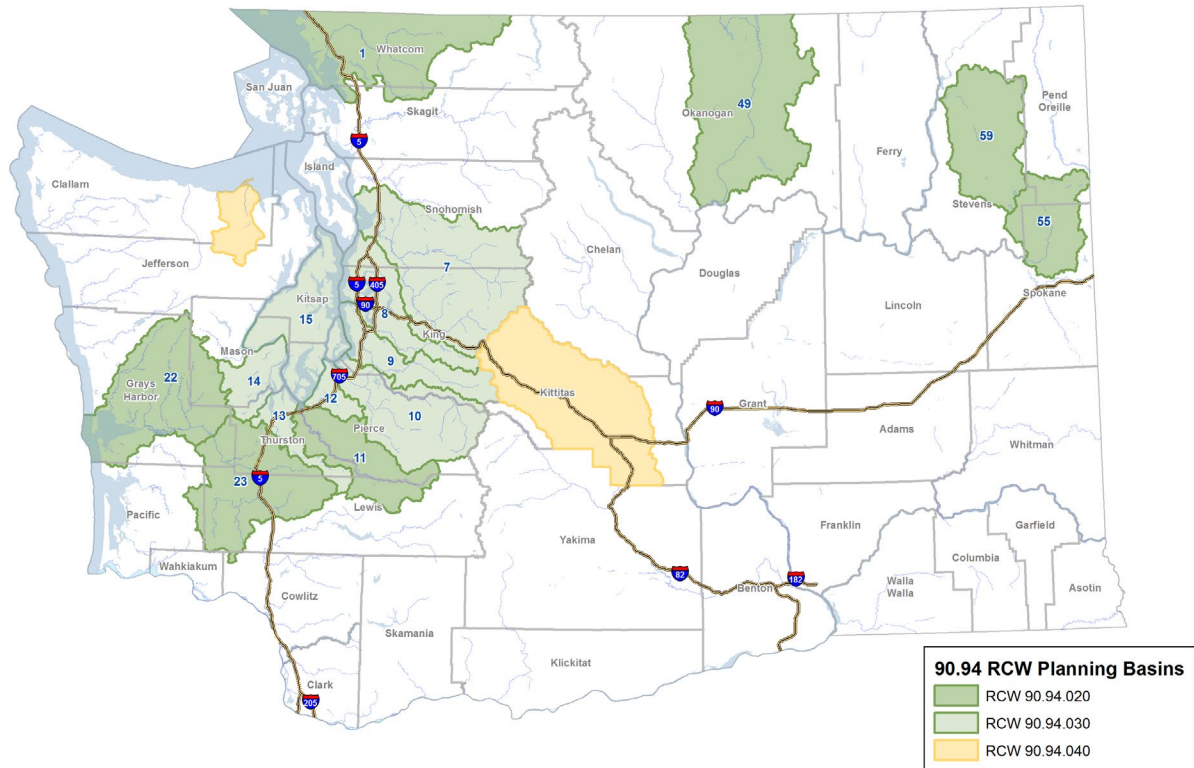 1
Whatcom
San Juan
Skagit
Okanogan
49
Pend
Oreille
59
Ferry
5
Island
Clallam
Stevens
Snohomish
55
Chelan
7
Jefferson
Douglas
Kitsap
5
405
Spokane
90
Lincoln
15
8
King
Mason
9
22
14
705
Kittitas
Grays
Harbor
12
13
10
90
Grant
Pierce
Adams
Thurston
Whitman
11
23
5
Lewis
Pacific
Franklin
Garfield
Yakima
Columbia
Wahkiakum
82
182
Benton
Walla
Walla
Asotin
Cowlitz
Skamania
Klickitat
Clark
205
90.94 RCW Planning Basins
RCW 90.94.020
RCW 90.94.030
RCW 90.94.040